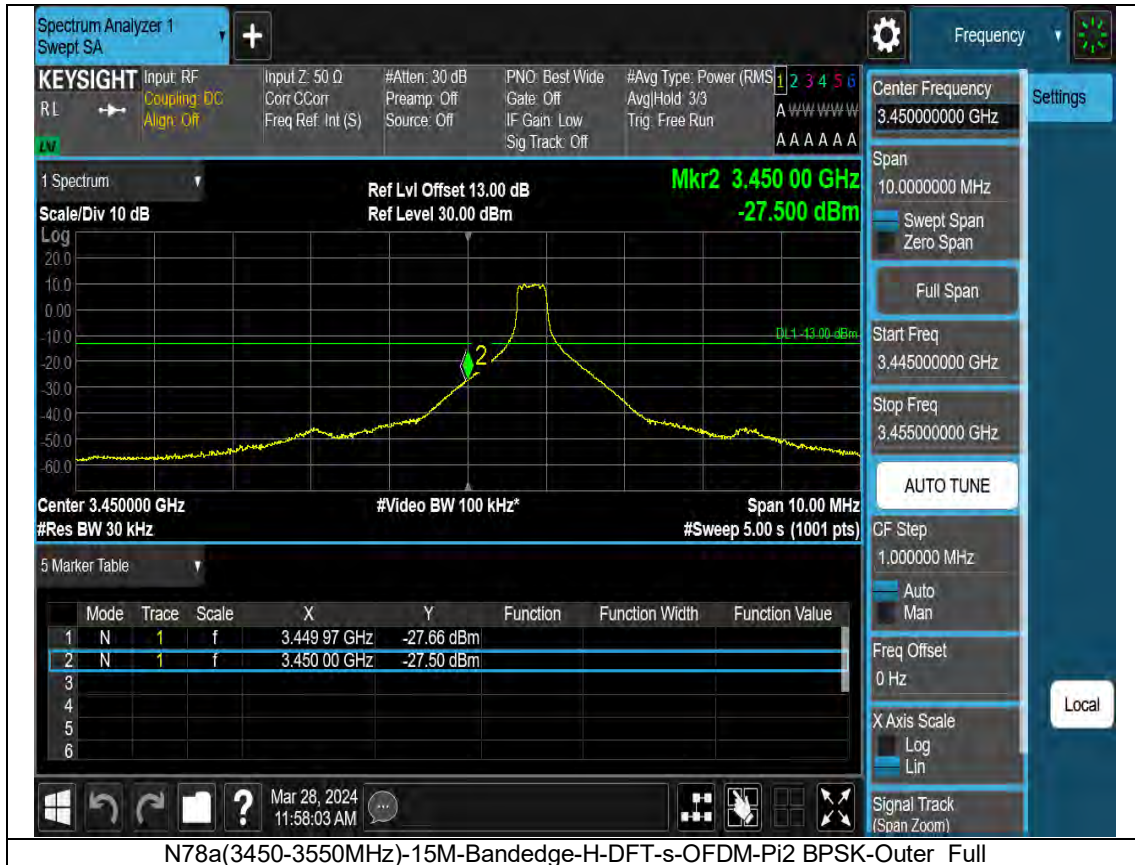 Spectrum Analyzer 1
Swept SA
+
Frequency
KEYSIGHT
RL
Input: RF
Coupling: DC
Align: Off
Input Z: 50 Ω
Corr CCorr
Freq Ref: Int (S)
#Atten: 30 dB
Preamp: Off
Source: Off
PNO: Best Wide
Gate: Off
IF Gain: Low
Sig Track: Off
#Avg Type: Power (RMS
Avg|Hold: 3/3
Trig: Free Run
1 2 3 4 5 6
A W W W W W
A A A A A A
1 Spectrum
Scale/Div 10 dB
Ref Lvl Offset 13.00 dB
Ref Level 30.00 dBm
Mkr2 3.450 00 GHz
-27.500 dBm
Log
20.0
10.0
0.00
-10.0
-20.0
-30.0
-40.0
-50.0
-60.0
DL1 -13.00 dBm
2
Center 3.450000 GHz
#Res BW 30 kHz
#Video BW 100 kHz*
Span 10.00 MHz
#Sweep 5.00 s (1001 pts)
5 Marker Table
Mode Trace Scale X Y Function Function Width Function Value
1 N 1 f 3.449 97 GHz -27.66 dBm
2 N 1 f 3.450 00 GHz -27.50 dBm
3
4
5
6
Mar 28, 2024
11:58:03 AM
?
Center Frequency
3.450000000 GHz
Settings
Span
10.0000000 MHz
Swept Span
Zero Span
Full Span
Start Freq
3.445000000 GHz
Stop Freq
3.455000000 GHz
AUTO TUNE
CF Step
1.000000 MHz
Auto
Man
Freq Offset
0 Hz
Local
X Axis Scale
Log
Lin
Signal Track
(Span Zoom)
N78a(3450-3550MHz)-15M-Bandedge-H-DFT-s-OFDM-Pi2 BPSK-Outer_Full